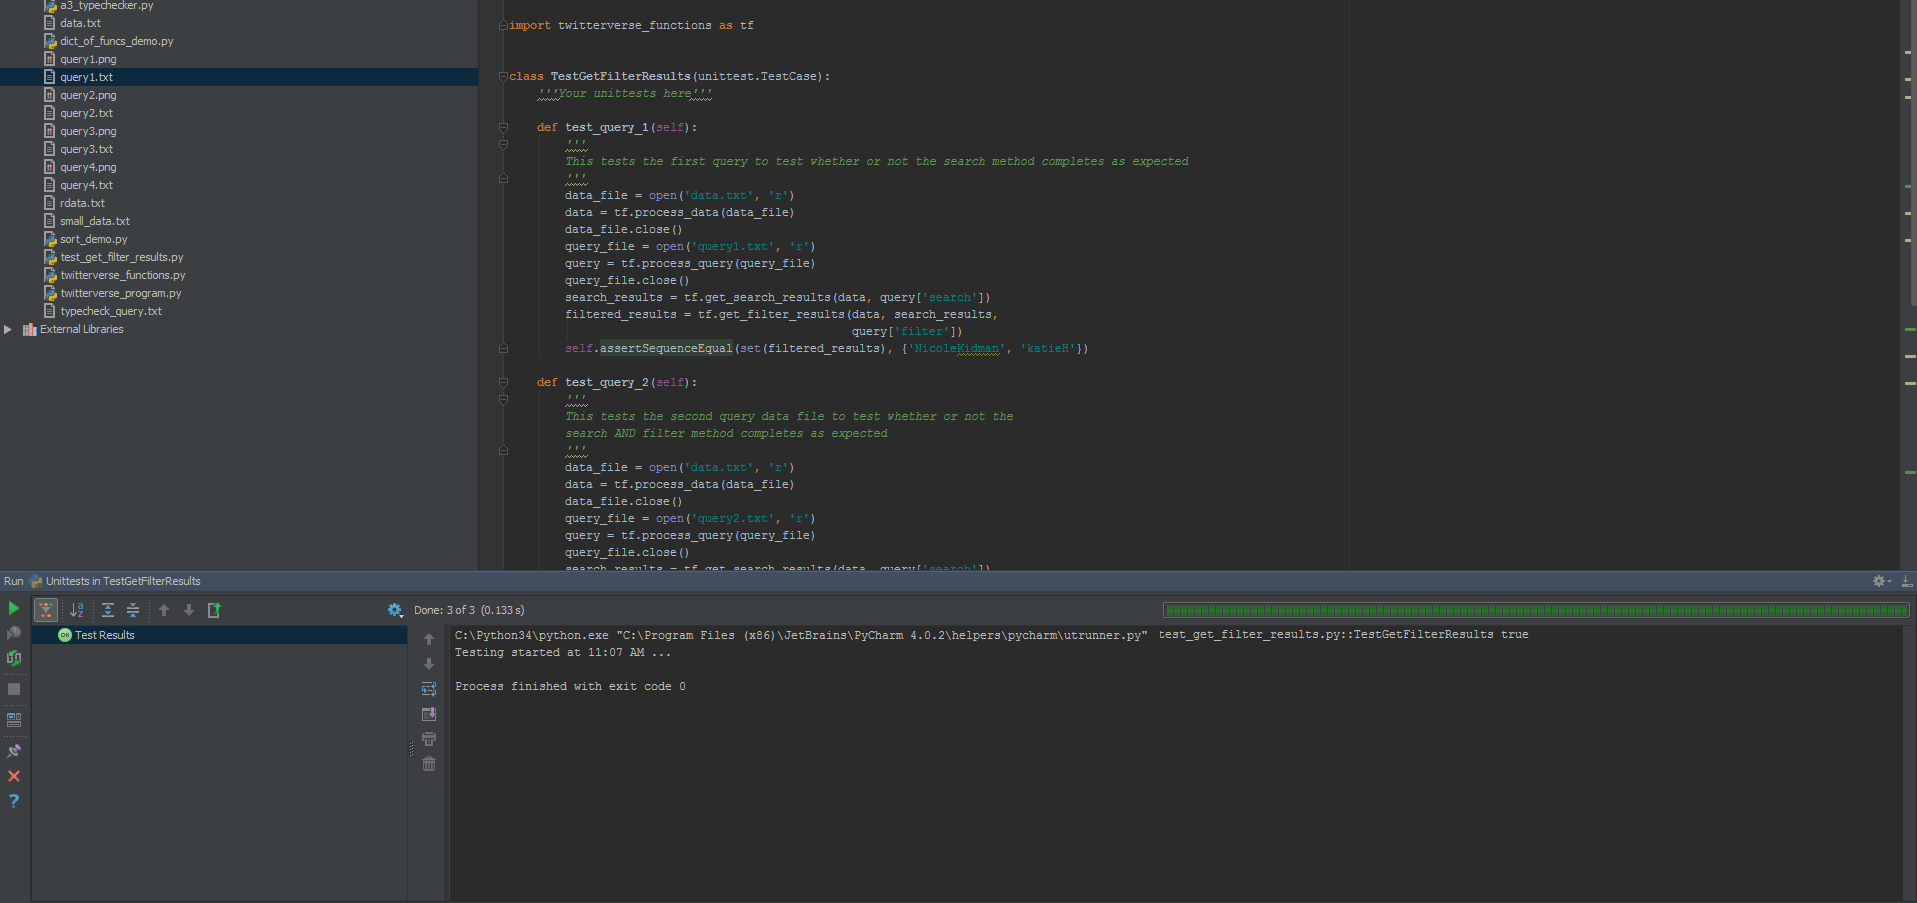 a3_typechecker.py
data.txt
dict_of_funcs_demo.py
query1.png
query1.txt
query2.png
query2.txt
query3.png
query3.txt
query4.png
query4.txt
rdata.txt
small_data.txt
sort_demo.py
test_get_filter_results.py
twitterverse_functions.py
twitterverse_program.py
typecheck_query.txt
External Libraries
import twitterverse_functions as tf
class TestGetFilterResults(unittest.TestCase):
'''Your unittests here'''
def test_query_1(self):
'''
This tests the first query to test whether or not the search method completes as expected
'''
data_file = open('data.txt', 'r')
data = tf.process_data(data_file)
data_file.close()
query_file = open('query1.txt', 'r')
query = tf.process_query(query_file)
query_file.close()
search_results = tf.get_search_results(data, query['search'])
filtered_results = tf.get_filter_results(data, search_results,
query['filter'])
self.assertSequenceEqual(set(filtered_results), {'NicoleKidman', 'katieH'})
def test_query_2(self):
'''
This tests the second query data file to test whether or not the
search AND filter method completes as expected
'''
data_file = open('data.txt', 'r')
data = tf.process_data(data_file)
data_file.close()
query_file = open('query2.txt', 'r')
query = tf.process_query(query_file)
query_file.close()
search_results = tf.get_search_results(data, query['search'])
Run Unittests in TestGetFilterResults
Done: 3 of 3 (0.133 s)
OK Test Results
C:\Python34\python.exe "C:\Program Files (x86)\JetBrains\PyCharm 4.0.2\helpers\pycharm\utrunner.py" test_get_filter_results.py::TestGetFilterResults true
Testing started at 11:07 AM ...
Process finished with exit code 0